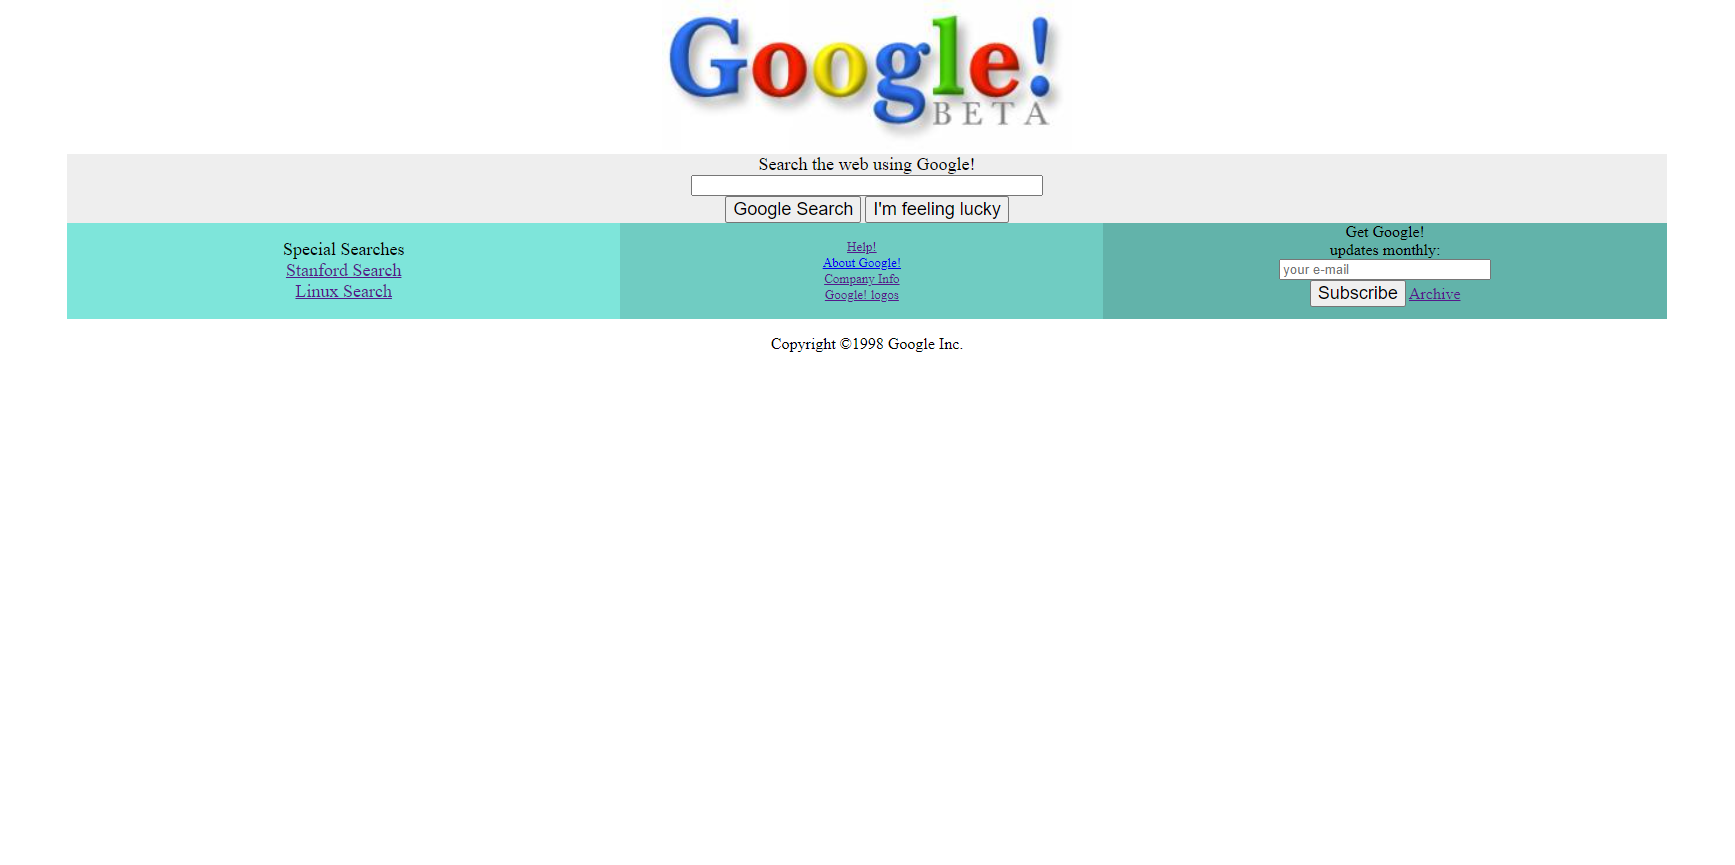 Google!
BETA
Search the web using Google!
Google Search I'm feeling lucky
Special Searches
Stanford Search
Linux Search
Help!
About Google!
Company Info
Google! logos
Get Google!
updates monthly:
your e-mail
Subscribe Archive
Copyright ©1998 Google Inc.